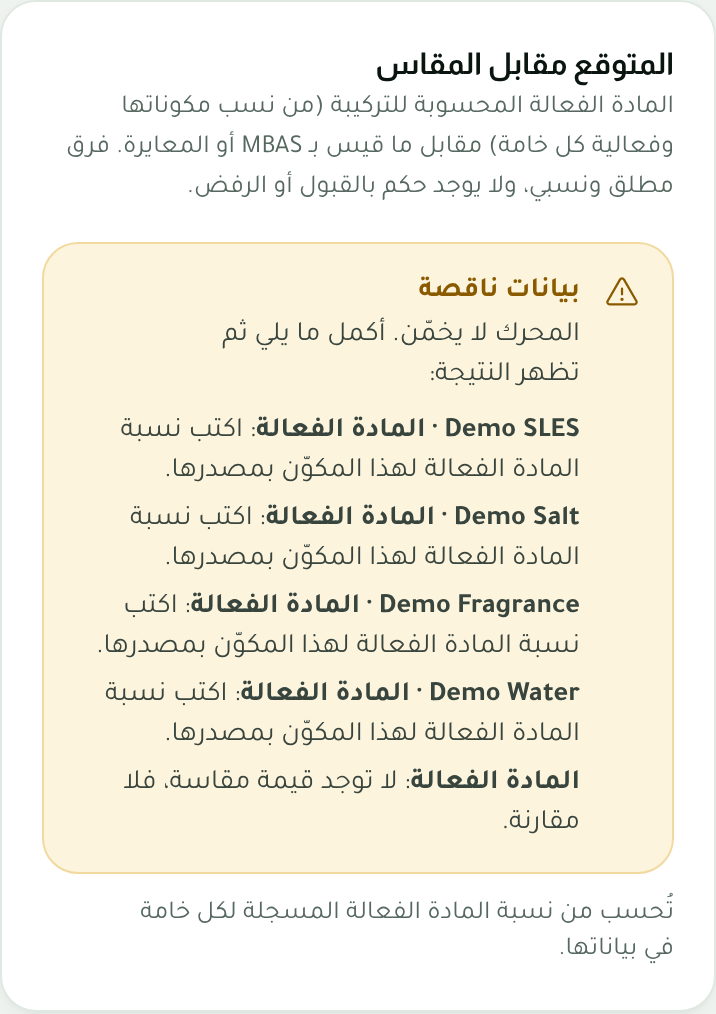 المتوقع مقابل المقاس
المادة الفعالة المحسوبة للتركيبة (من نسب مكوناتها
وفعالية كل خامة) مقابل ما قيس بـ MBAS أو المعايرة. فرق
مطلق ونسبي، ولا يوجد حكم بالقبول أو الرفض.
بيانات ناقصة
المحرك لا يخمّن. أكمل ما يلي ثم
تظهر النتيجة:
Demo SLES · المادة الفعالة: اكتب نسبة
المادة الفعالة لهذا المكوّن بمصدرها.
Demo Salt · المادة الفعالة: اكتب نسبة
المادة الفعالة لهذا المكوّن بمصدرها.
Demo Fragrance · المادة الفعالة: اكتب
نسبة المادة الفعالة لهذا المكوّن بمصدرها.
Demo Water · المادة الفعالة: اكتب نسبة
المادة الفعالة لهذا المكوّن بمصدرها.
المادة الفعالة: لا توجد قيمة مقاسة، فلا
مقارنة.
تُحسب من نسبة المادة الفعالة المسجلة لكل خامة
في بياناتها.